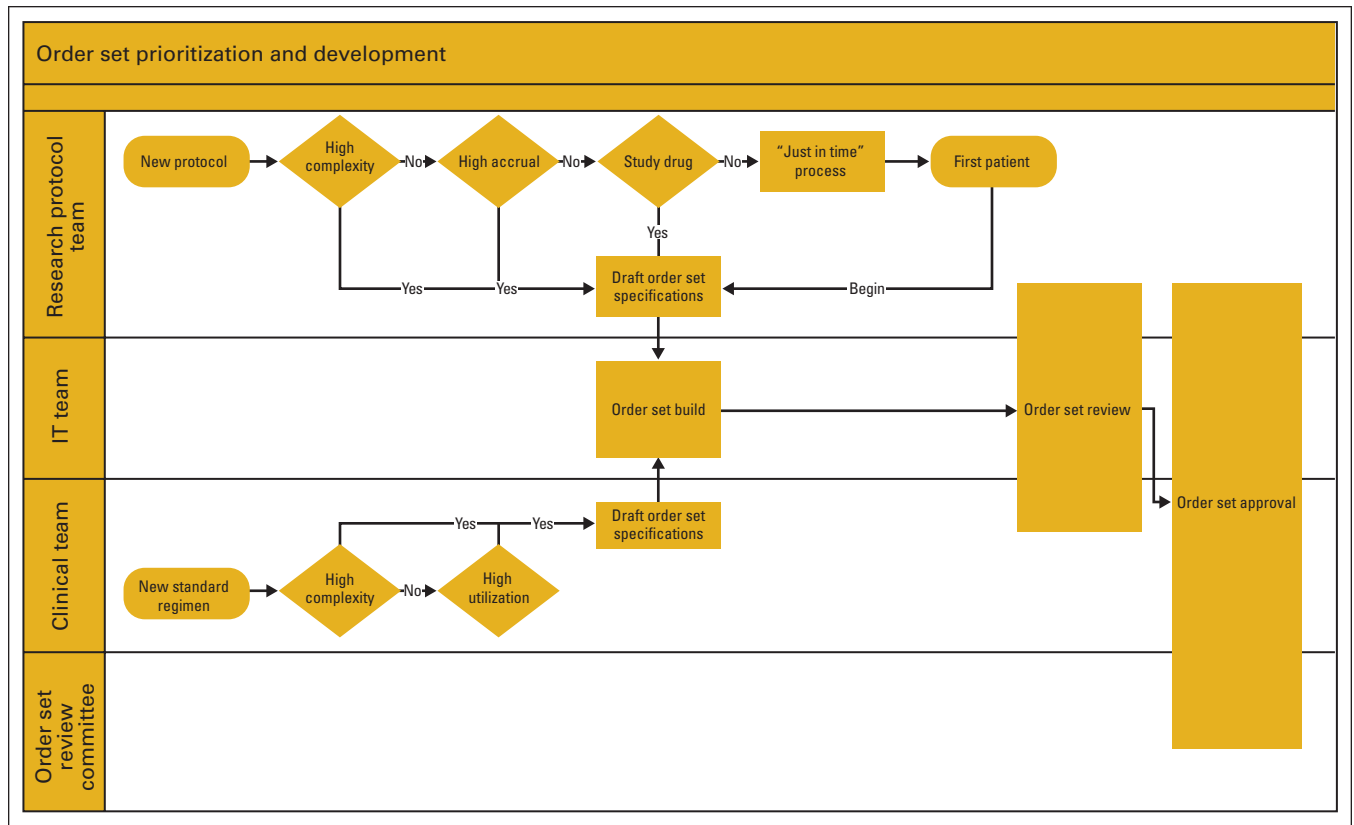 Order set prioritization and development
Research protocol
team
New protocol
High
complexity
No
High accrual
No
Study drug
No
“Just in time”
process
First patient
Yes
Yes
Yes
Draft order set
specifications
Begin
IT team
Order set build
Order set review
Order set approval
Clinical team
New standard
regimen
High
complexity
No
High
utilization
Yes
Yes
Draft order set
specifications
Order set
review
committee